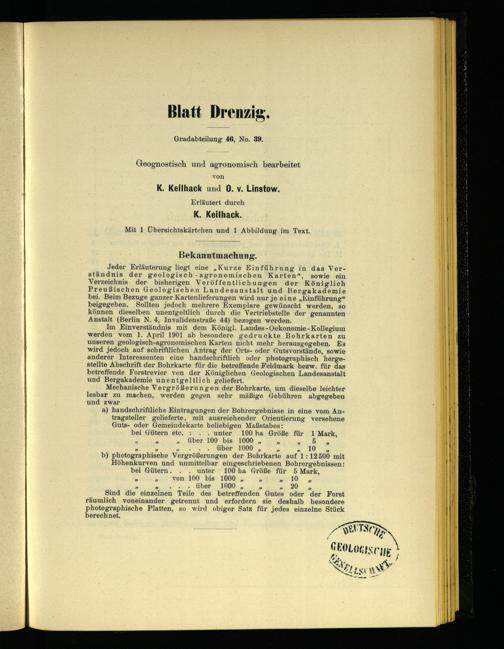 Blatt Drenzig.
Gradabteilung 46, No. 39.
Geognostisch und agronomisch bearbeitet
von
K. Keilhack und O. v. Linstow.
Erläutert durch
K. Keilhack.
Mit 1 Übersichtskärtchen und 1 Abbildung im Text.
Bekanntmachung.
Jeder Erläuterung liegt eine „Kurze Einführung in das Ver-
ständnis der geologisch-agronomischen Karten“, sowie ein
Verzeichnis der bisherigen Veröffentlichungen der Königlich
Preußischen Geologischen Landesanstalt und Bergakademie
bei. Beim Bezuge ganzer Kartenlieferungen wird nur je eine „Einführung“
beigegeben. Sollten jedoch mehrere Exemplare gewünscht werden, so
können dieselben unentgeltlich durch die Vertriebstelle der genannten
Anstalt (Berlin N. 4, Invalidenstraße 44) bezogen werden.
Im Einverständnis mit dem Königl. Landes-Oekonomie-Kollegium
werden vom 1. April 1901 ab besondere gedruckte Bohrkarten zu
unseren geologisch-agronomischen Karten nicht mehr herausgegeben. Es
wird jedoch auf schriftlichen Antrag der Orts- oder Gutsvorstände, sowie
anderer Interessenten eine handschriftlich oder photographisch herge-
stellte Abschrift der Bohrkarte für die betreffende Feldmark bezw. für das
betreffende Forstrevier von der Königlichen Geologischen Landesanstalt
und Bergakademie unentgeltlich geliefert.
Mechanische Vergrößerungen der Bohrkarte, um dieselbe leichter
lesbar zu machen, werden gegen sehr mäßige Gebühren abgegeben
und zwar
a) handschriftliche Eintragungen der Bohrergebnisse in eine vom An-
tragsteller gelieferte, mit ausreichender Orientierung versehene
Guts- oder Gemeindekarte beliebigen Maßstabes:
bei Gütern etc. . . . unter 100 ha Größe für 1 Mark,
„ „ „ über 100 bis 1000 „ „ „ 5 „
„ „ „ . . . über 1000 „ „ „ 10 „
b) photographische Vergrößerungen der Bohrkarte auf 1:12500 mit
Höhenkurven und unmittelbar eingeschriebenen Bohrergebnissen:
bei Gütern . . . unter 100 ha Größe für 5 Mark,
„ „ von 100 bis 1000 „ „ „ 10 „
„ „ . . . über 1000 „ „ „ 20 „
Sind die einzelnen Teile des betreffenden Gutes oder der Forst
räumlich voneinander getrennt und erfordern sie deshalb besondere
photographische Platten, so wird obiger Satz für jedes einzelne Stück
berechnet.
DEUTSCHE
GEOLOGISCHE
GESELLSCHAFT.